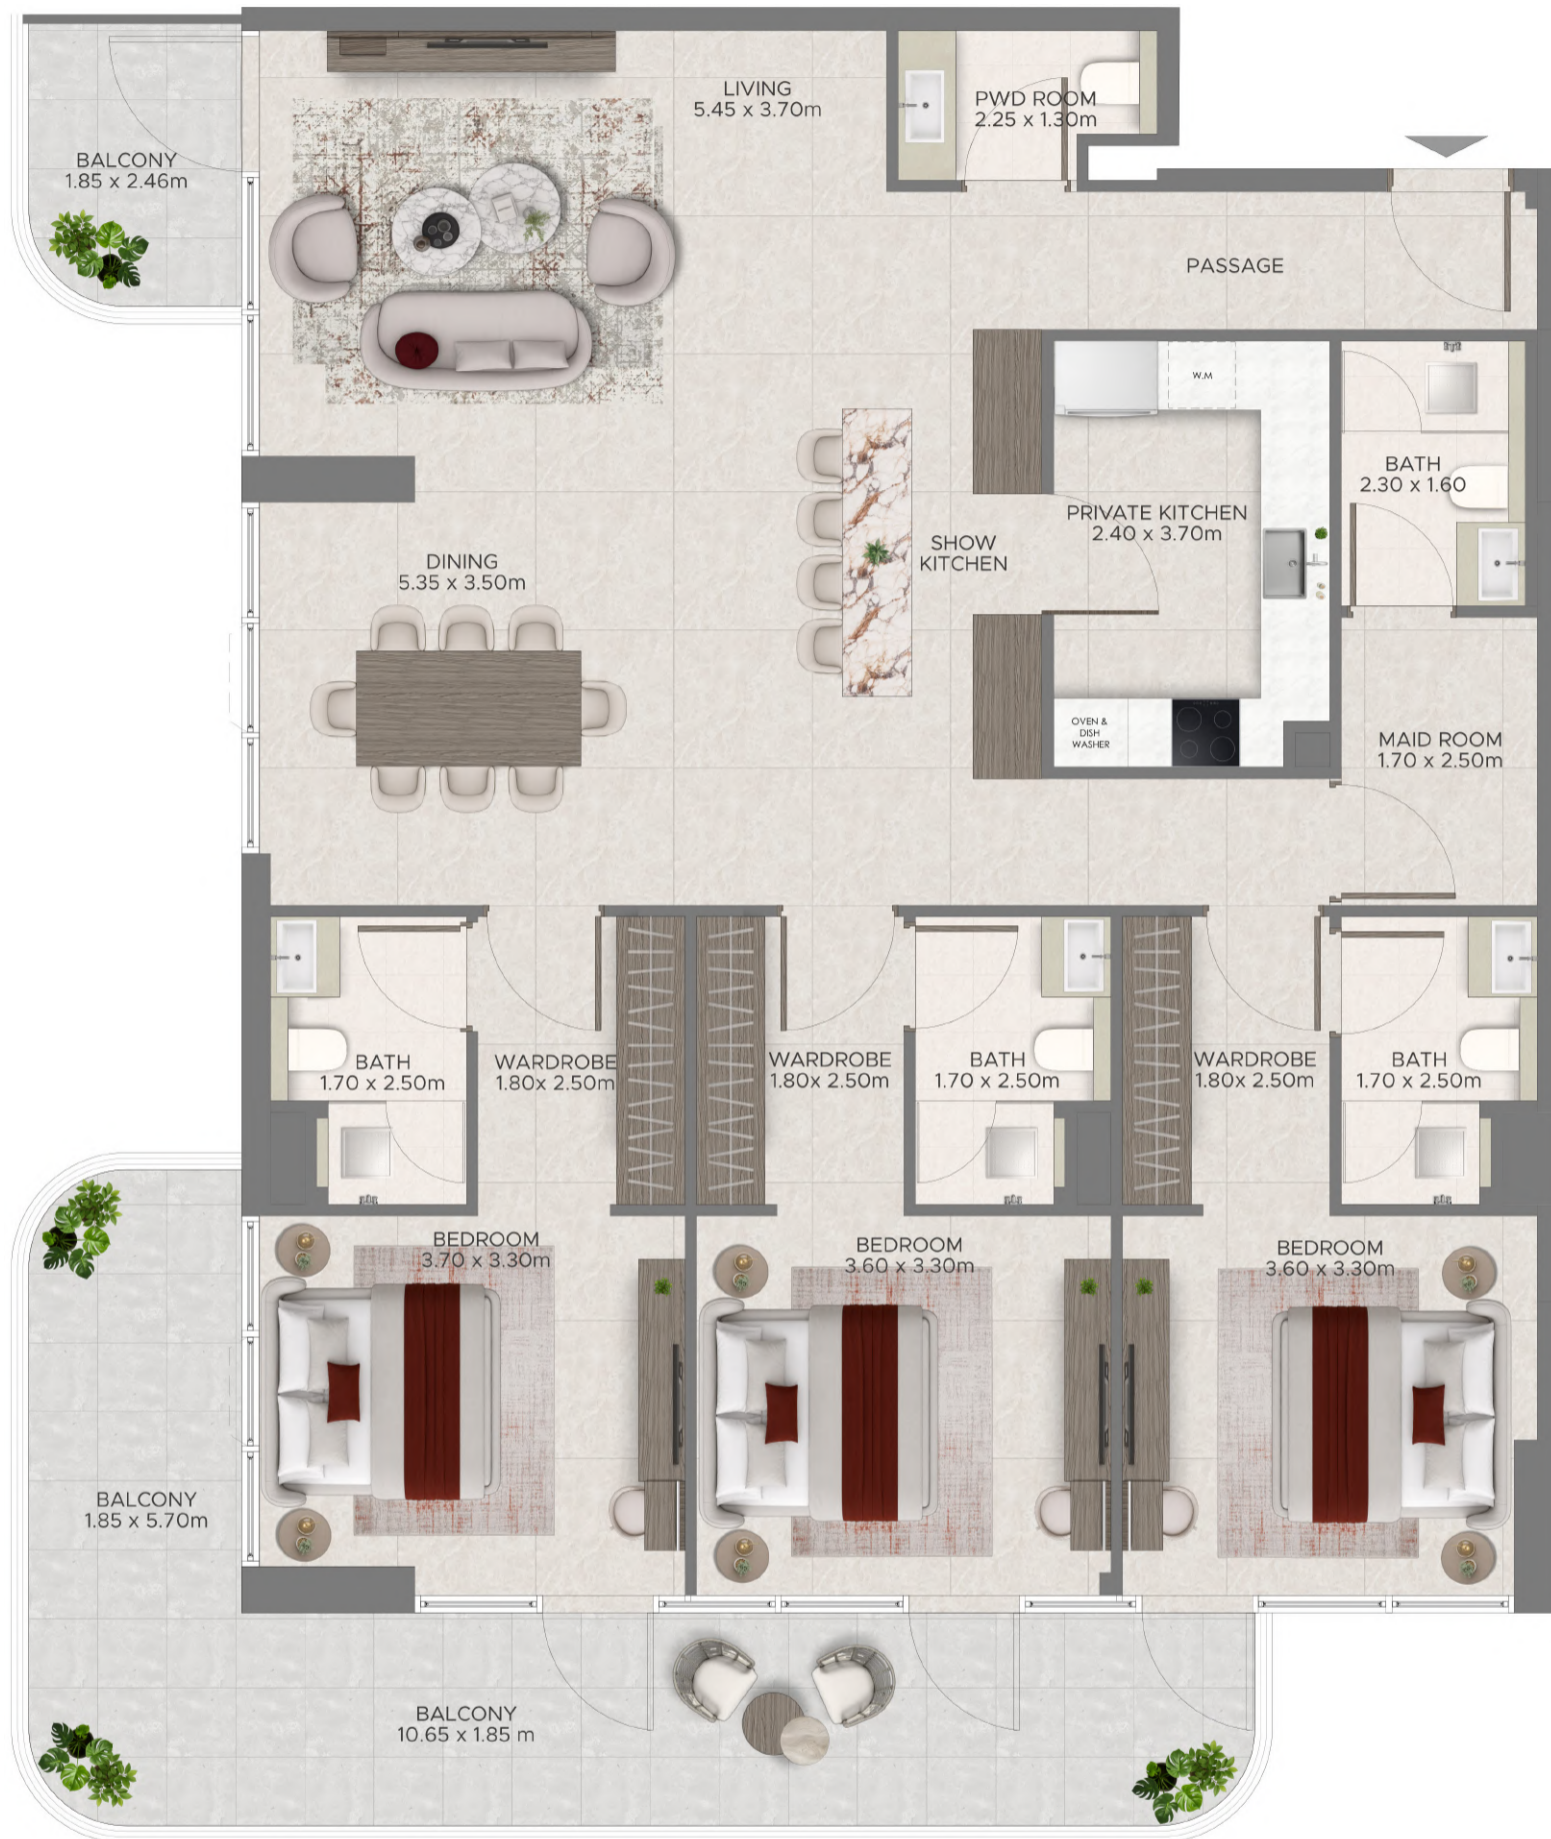 LIVING
5.45 x 3.70m
PWD ROOM
2.25 x 1.30m
BALCONY
1.85 x 2.46m
PASSAGE
W.M
BATH
2.30 x 1.60
PRIVATE KITCHEN
2.40 x 3.70m
SHOW
KITCHEN
DINING
5.35 x 3.50m
OVEN &
DISH
WASHER
MAID ROOM
1.70 x 2.50m
BATH
1.70 x 2.50m
WARDROBE
1.80x 2.50m
WARDROBE
1.80x 2.50m
BATH
1.70 x 2.50m
WARDROBE
1.80x 2.50m
BATH
1.70 x 2.50m
BEDROOM
3.70 x 3.30m
BEDROOM
3.60 x 3.30m
BEDROOM
3.60 x 3.30m
BALCONY
1.85 x 5.70m
BALCONY
10.65 x 1.85 m